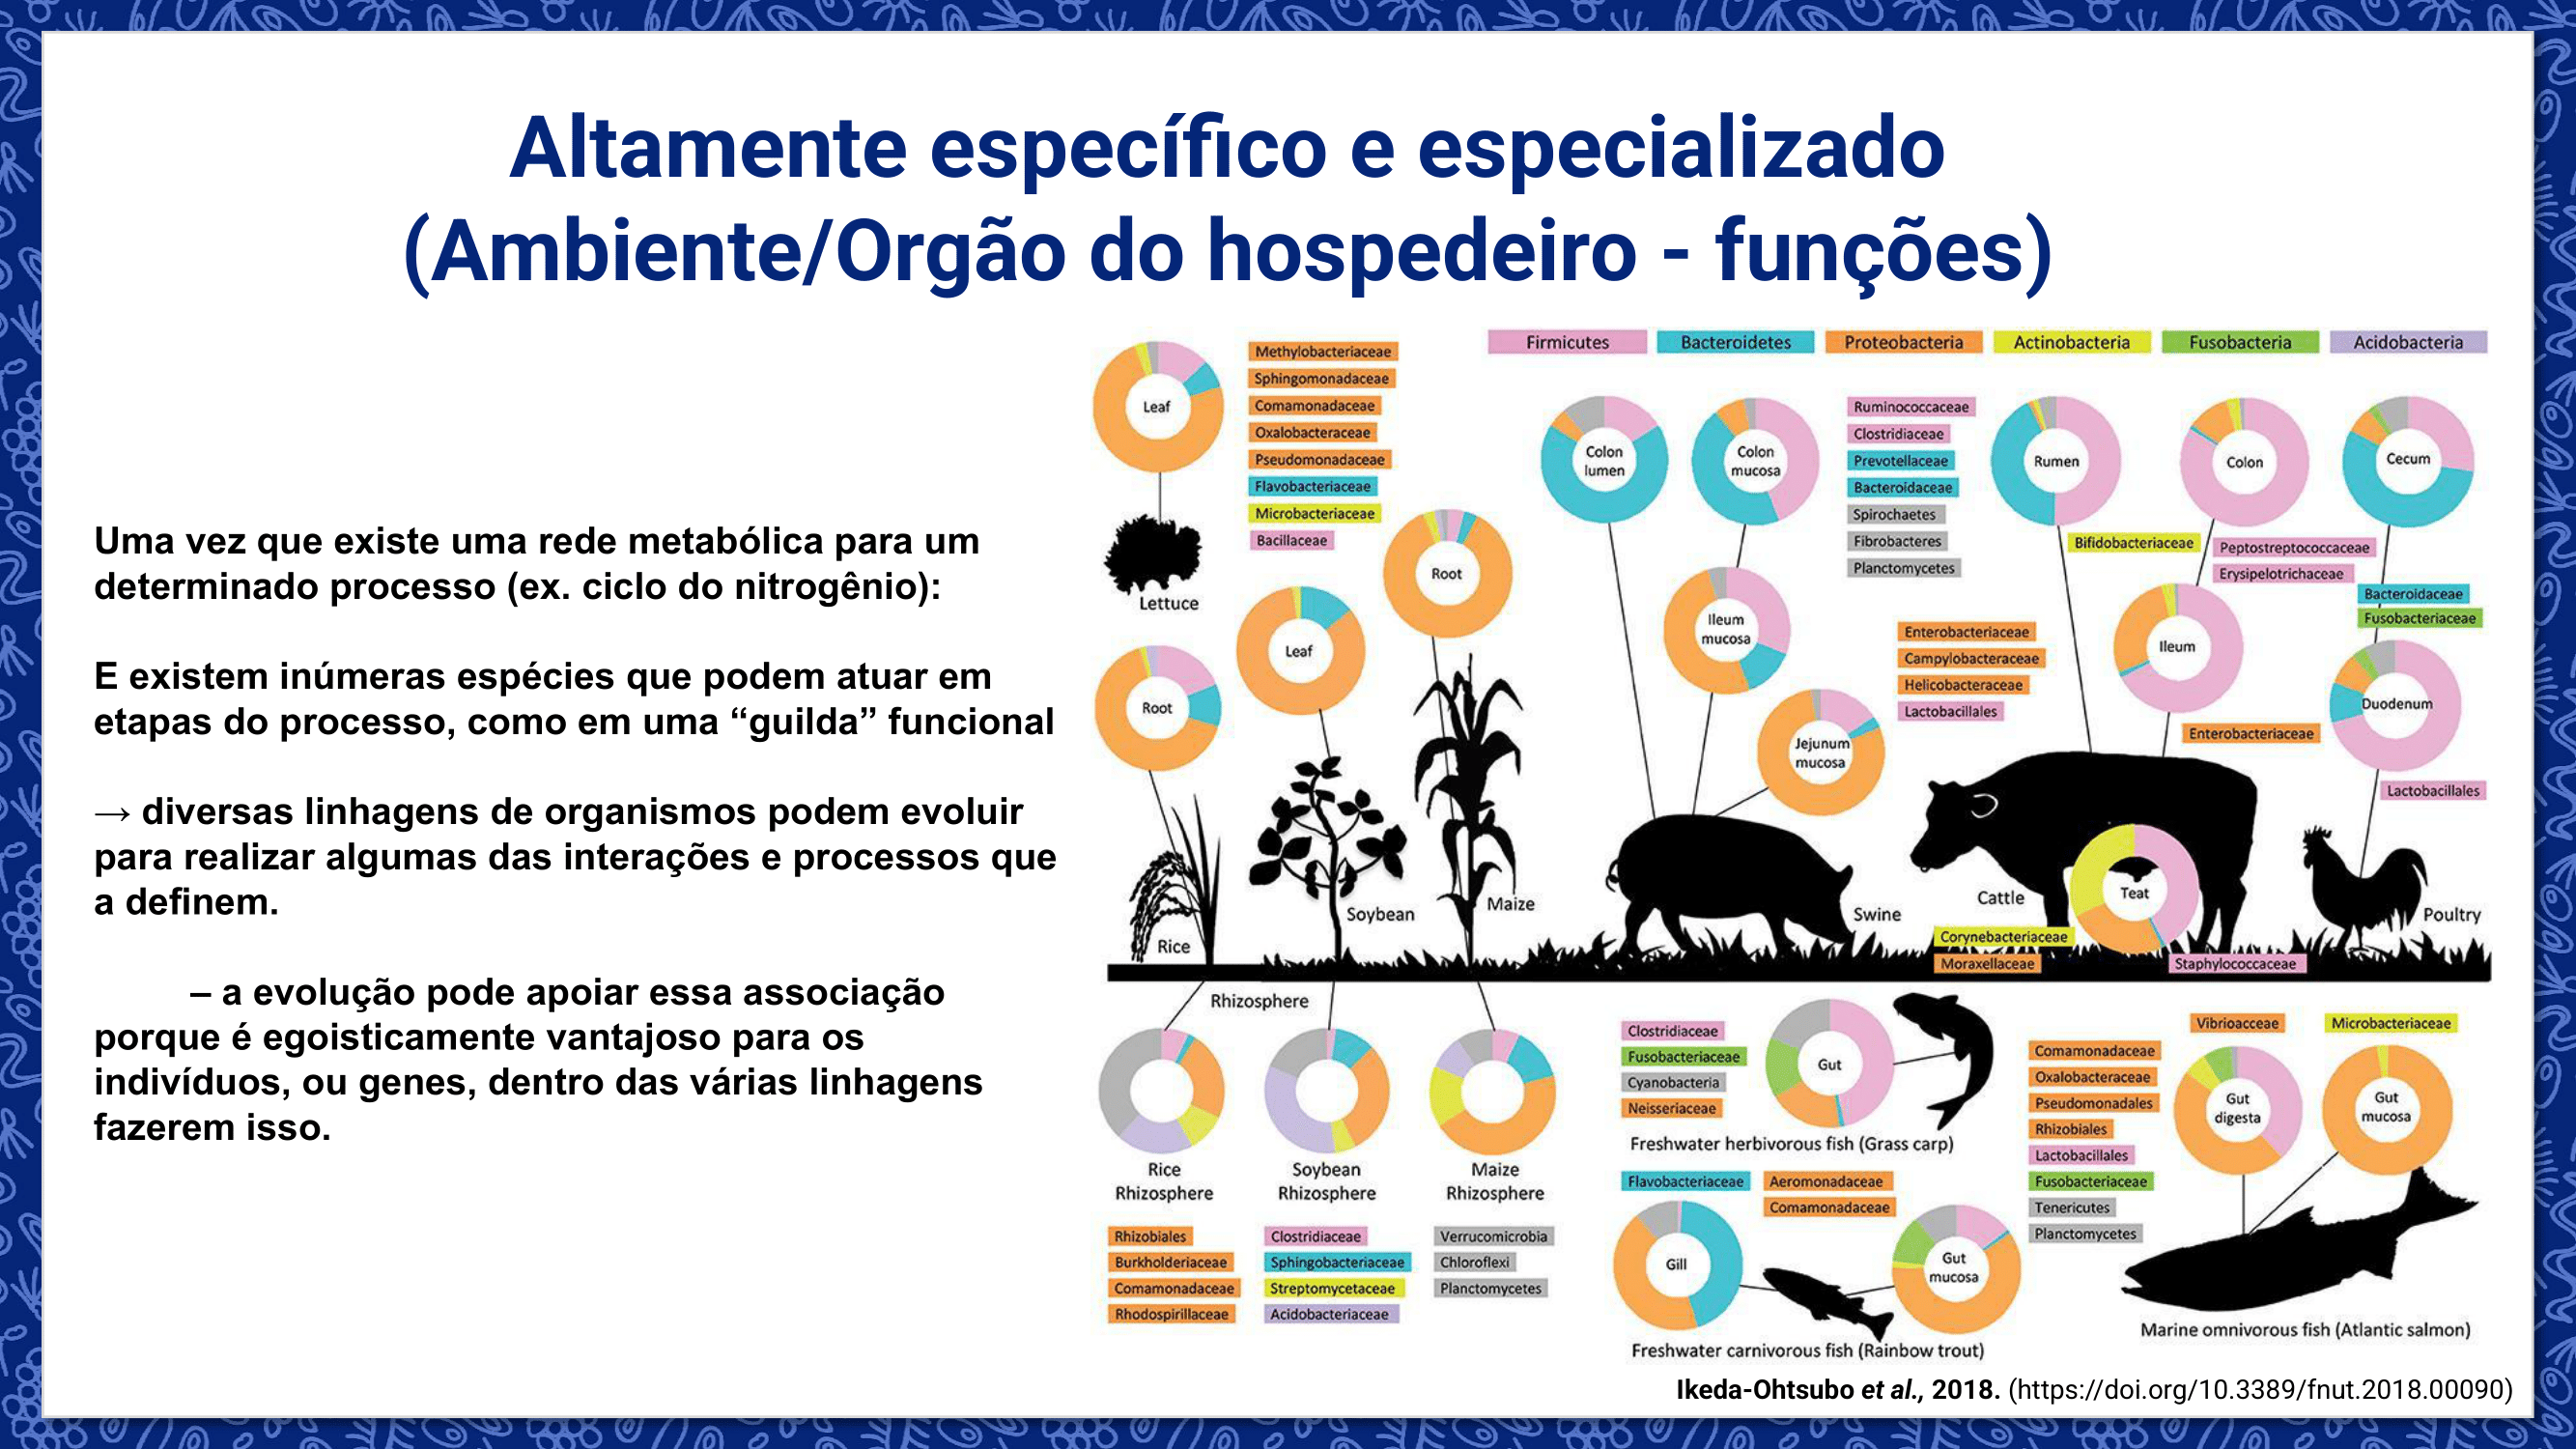 Altamente específico e especializado
(Ambiente/Orgão do hospedeiro - funções)
Uma vez que existe uma rede metabólica para um
determinado processo (ex. ciclo do nitrogênio):
E existem inúmeras espécies que podem atuar em
etapas do processo, como em uma “guilda” funcional
→ diversas linhagens de organismos podem evoluir
para realizar algumas das interações e processos que
a definem.
– a evolução pode apoiar essa associação
porque é egoisticamente vantajoso para os
indivíduos, ou genes, dentro das várias linhagens
fazerem isso.
Firmicutes
Bacteroidetes
Proteobacteria
Actinobacteria
Fusobacteria
Acidobacteria
Leaf
Methylobacteriaceae
Sphingomonadaceae
Comamonadaceae
Oxalobacteraceae
Pseudomonadaceae
Flavobacteriaceae
Microbacteriaceae
Bacillaceae
Lettuce
Root
Leaf
Root
Rice
Soybean
Maize
Colon
lumen
Colon
mucosa
Ruminococcaceae
Clostridiaceae
Prevotellaceae
Bacteroidaceae
Spirochaetes
Fibrobacteres
Planctomycetes
Ileum
mucosa
Jejunum
mucosa
Enterobacteriaceae
Campylobacteraceae
Helicobacteraceae
Lactobacillales
Swine
Rumen
Colon
Cecum
Bifidobacteriaceae
Peptostreptococcaceae
Erysipelotrichaceae
Bacteroidaceae
Fusobacteriaceae
Ileum
Duodenum
Enterobacteriaceae
Lactobacillales
Cattle
Teat
Corynebacteriaceae
Moraxellaceae
Staphylococcaceae
Poultry
Rhizosphere
Rice
Rhizosphere
Soybean
Rhizosphere
Maize
Rhizosphere
Rhizobiales
Burkholderiaceae
Comamonadaceae
Rhodospirillaceae
Clostridiaceae
Sphingobacteriaceae
Streptomycetaceae
Acidobacteriaceae
Verrucomicrobia
Chloroflexi
Planctomycetes
Clostridiaceae
Fusobacteriaceae
Cyanobacteria
Neisseriaceae
Gut
Freshwater herbivorous fish (Grass carp)
Flavobacteriaceae
Aeromonadaceae
Comamonadaceae
Gill
Gut
mucosa
Freshwater carnivorous fish (Rainbow trout)
Vibrioacceae
Microbacteriaceae
Comamonadaceae
Oxalobacteraceae
Pseudomonadales
Rhizobiales
Lactobacillales
Fusobacteriaceae
Tenericutes
Planctomycetes
Gut
digesta
Gut
mucosa
Marine omnivorous fish (Atlantic salmon)
Ikeda-Ohtsubo et al., 2018. (https://doi.org/10.3389/fnut.2018.00090)